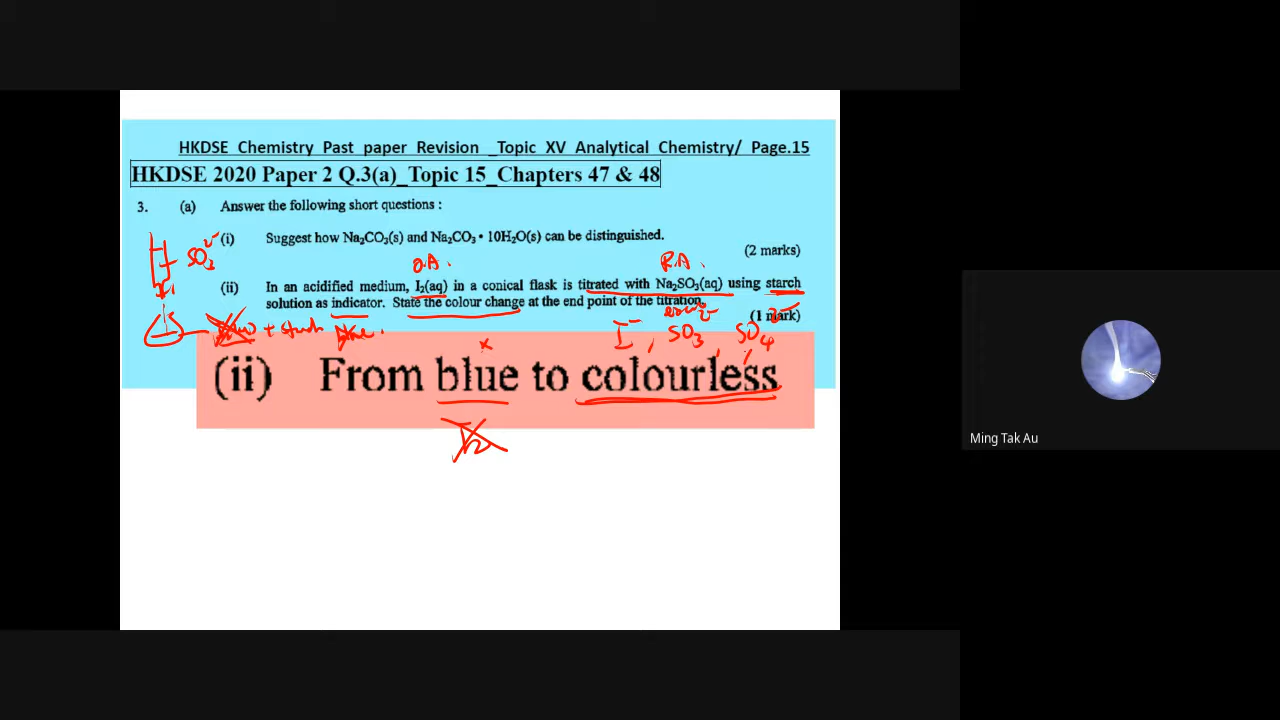 HKDSE Chemistry Past paper Revision _Topic XV Analytical Chemistry/ Page.15
HKDSE 2020 Paper 2 Q.3(a)_Topic 15_Chapters 47 & 48
3. (a) Answer the following short questions :
(i) Suggest how Na₂CO₃(s) and Na₂CO₃ • 10H₂O(s) can be distinguished.
(2 marks)
SO₃²⁻
O.A. R.A.
(ii) In an acidified medium, I₂(aq) in a conical flask is titrated with Na₂SO₃(aq) using starch
solution as indicator. State the colour change at the end point of the titration.
(1 mark)
I⁻, SO₃²⁻, SO₄²⁻
(ii) From blue to colourless
I₂
Ming Tak Au